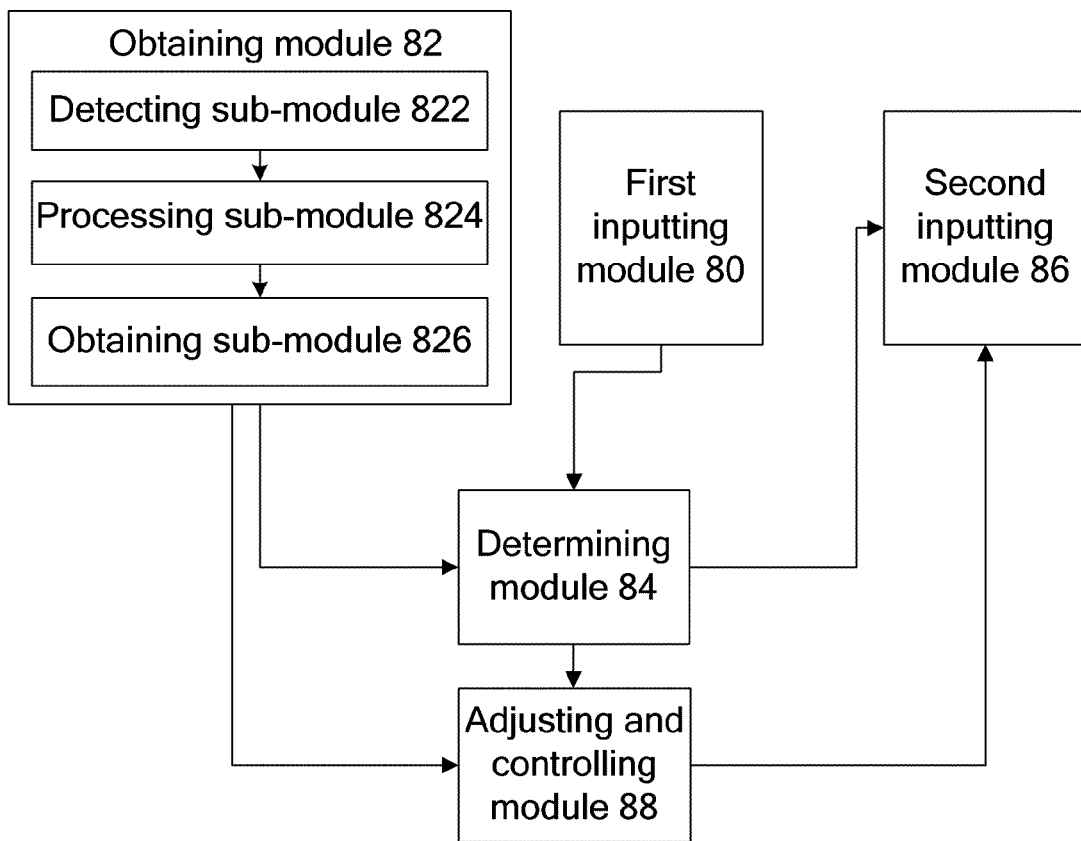 Obtaining module 82
Detecting sub-module 822
Processing sub-module 824
Obtaining sub-module 826
First
inputting
module 80
Second
inputting
module 86
Determining
module 84
Adjusting and
controlling
module 88